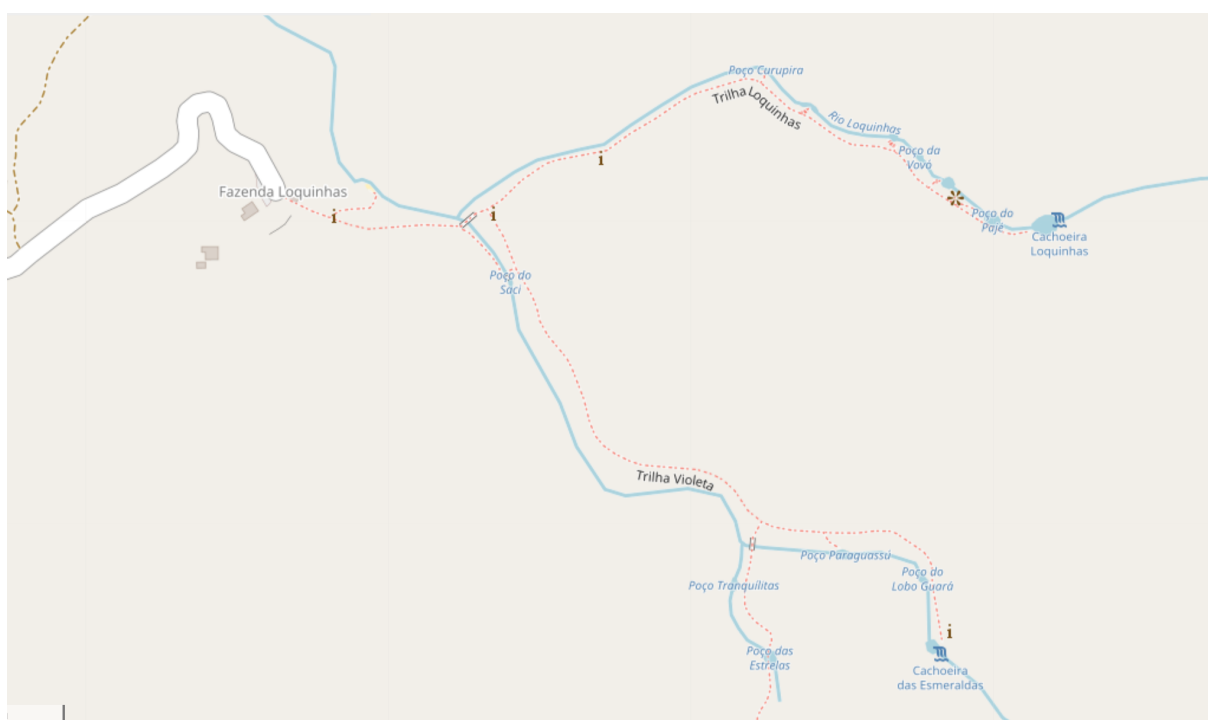 Poço Curupira
Trilha Loquinhas
Rio Loquinhas
Poço da
Vovó
Fazenda Loquinhas
Poço do
Pajé
Cachoeira
Loquinhas
Poço do
Saci
Trilha Violeta
Poço Paraguassú
Poço do
Lobo Guará
Poço Tranquilitas
Poço das
Estrelas
Cachoeira
das Esmeraldas